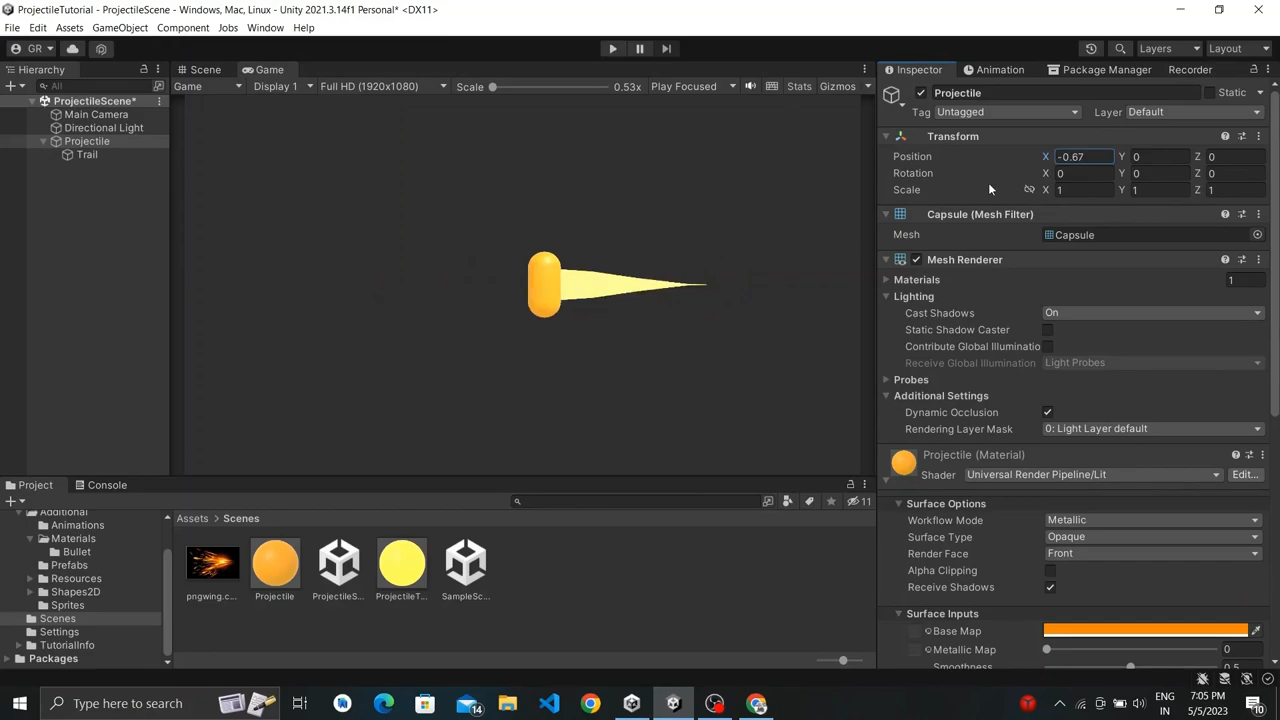 ProjectileTutorial - ProjectileScene - Windows, Mac, Linux - Unity 2021.3.14f1 Personal* <DX11>
File Edit Assets GameObject Component Jobs Window Help
GR Layers Layout
Hierarchy Scene Game Inspector Animation Package Manager Recorder
All Game Display 1 Full HD (1920x1080) Scale 0.53x Play Focused Stats Gizmos
Projectile Static
Tag Untagged Layer Default
ProjectileScene*
Main Camera
Directional Light
Projectile
Trail
Transform
Position X -0.67 Y 0 Z 0
Rotation X 0 Y 0 Z 0
Scale X 1 Y 1 Z 1
Capsule (Mesh Filter)
Mesh Capsule
Mesh Renderer
Materials 1
Lighting
Cast Shadows On
Static Shadow Caster
Contribute Global Illuminatio
Receive Global Illumination Light Probes
Probes
Additional Settings
Dynamic Occlusion
Rendering Layer Mask 0: Light Layer default
Projectile (Material)
Shader Universal Render Pipeline/Lit Edit...
Surface Options
Workflow Mode Metallic
Surface Type Opaque
Render Face Front
Alpha Clipping
Receive Shadows
Surface Inputs
Base Map
Metallic Map 0
Smoothness 0.5
Project Console
11
Additional
Animations
Materials
Bullet
Prefabs
Resources
Shapes2D
Sprites
Scenes
Settings
TutorialInfo
Packages
Assets > Scenes
pngwing.c... Projectile ProjectileS... ProjectileT... SampleSc...
Type here to search
14
ENG
IN
7:05 PM
5/5/2023
10